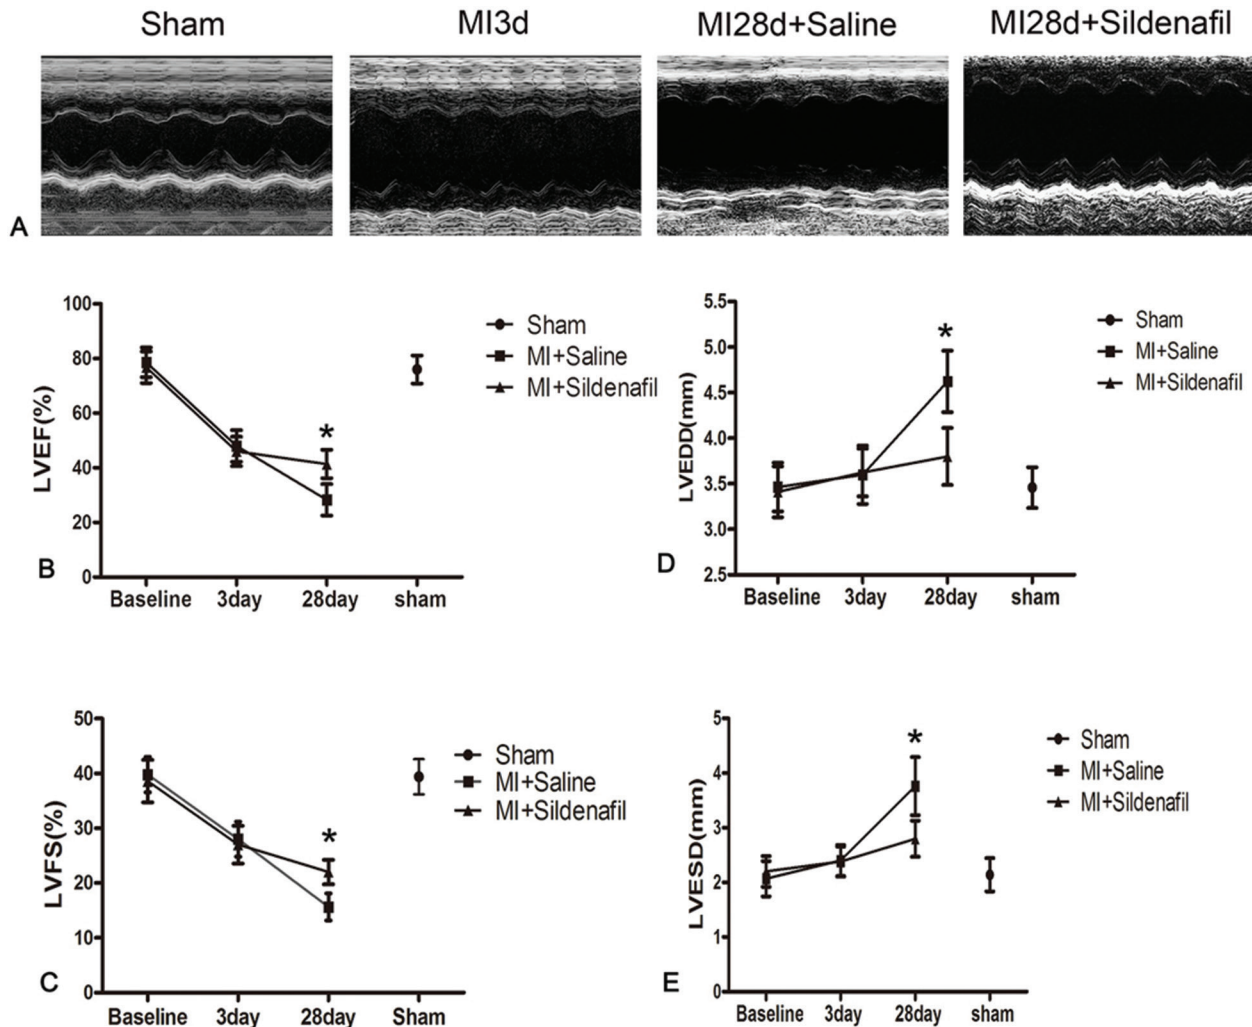 Sham MI3d MI28d+Saline MI28d+Sildenafil
A
LVEF(%)
100
80
60
40
20
0
*
Baseline 3day 28day sham
Sham
MI+Saline
MI+Sildenafil
B
LVEDD(mm)
5.5
5.0
4.5
4.0
3.5
3.0
2.5
*
Baseline 3day 28day sham
Sham
MI+Saline
MI+Sildenafil
D
LVFS(%)
50
40
30
20
10
0
*
Baseline 3day 28day Sham
Sham
MI+Saline
MI+Sildenafil
C
LVESD(mm)
5
4
3
2
1
0
*
Baseline 3day 28day sham
Sham
MI+Saline
MI+Sildenafil
E